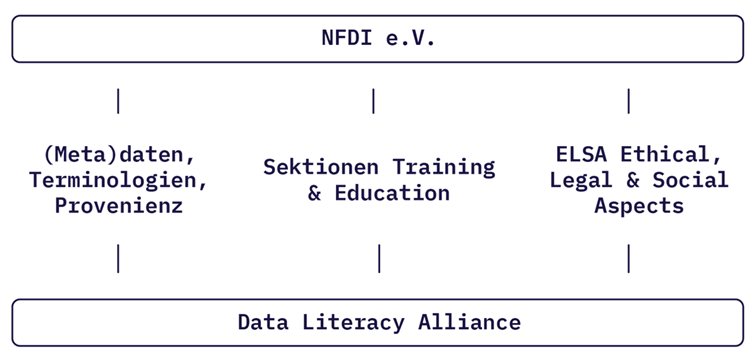 NFDI e.V.
(Meta)daten,
Terminologien,
Provenienz
Sektionen Training
& Education
ELSA Ethical,
Legal & Social
Aspects
Data Literacy Alliance